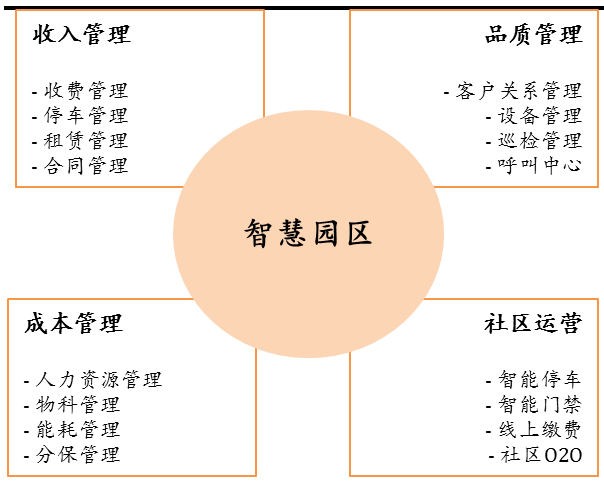 收入管理
- 收费管理
- 停车管理
- 租赁管理
- 合同管理
品质管理
- 客户关系管理
- 设备管理
- 巡检管理
- 呼叫中心
智慧园区
成本管理
- 人力资源管理
- 物科管理
- 能耗管理
- 分保管理
社区运营
- 智能停车
- 智能门禁
- 线上缴费
- 社区O2O